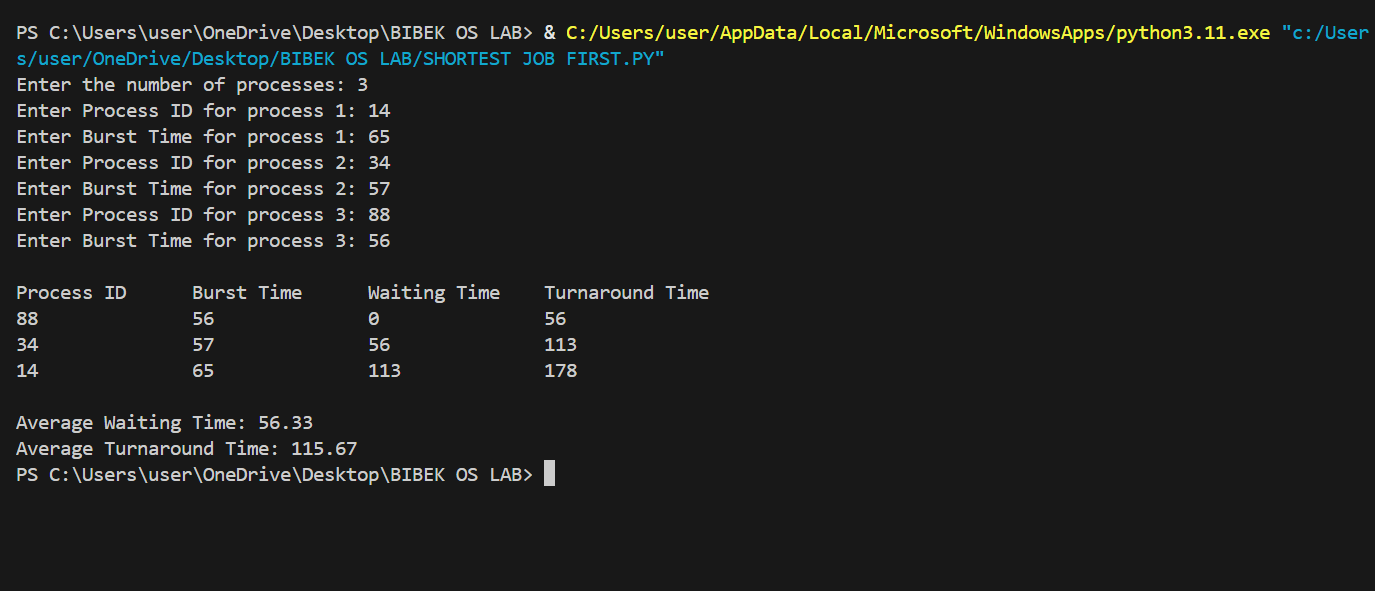 PS C:\Users\user\OneDrive\Desktop\BIBEK OS LAB> & C:/Users/user/AppData/Local/Microsoft/WindowsApps/python3.11.exe "c:/User
s/user/OneDrive/Desktop/BIBEK OS LAB/SHORTEST JOB FIRST.PY"
Enter the number of processes: 3
Enter Process ID for process 1: 14
Enter Burst Time for process 1: 65
Enter Process ID for process 2: 34
Enter Burst Time for process 2: 57
Enter Process ID for process 3: 88
Enter Burst Time for process 3: 56
Process ID      Burst Time      Waiting Time    Turnaround Time
88              56              0               56
34              57              56              113
14              65              113             178
Average Waiting Time: 56.33
Average Turnaround Time: 115.67
PS C:\Users\user\OneDrive\Desktop\BIBEK OS LAB>